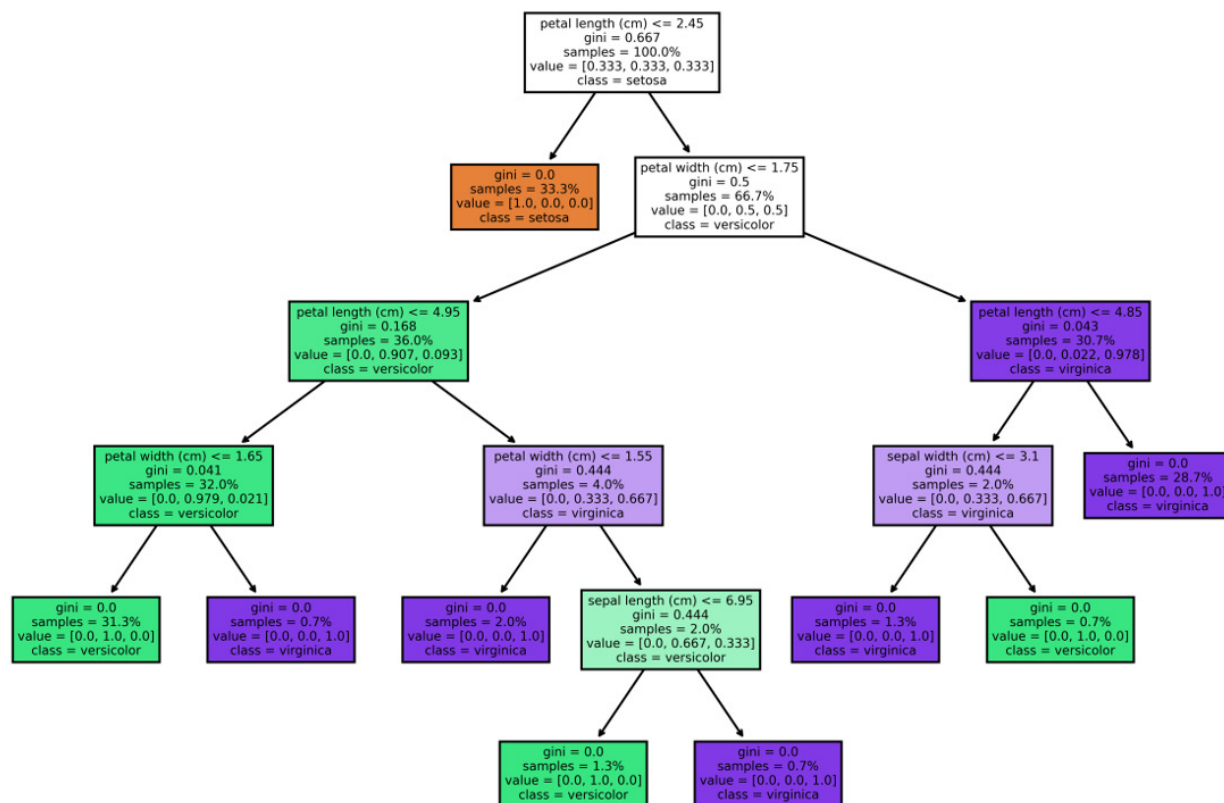 petal length (cm) <= 2.45
gini = 0.667
samples = 100.0%
value = [0.333, 0.333, 0.333]
class = setosa
gini = 0.0
samples = 33.3%
value = [1.0, 0.0, 0.0]
class = setosa
petal width (cm) <= 1.75
gini = 0.5
samples = 66.7%
value = [0.0, 0.5, 0.5]
class = versicolor
petal length (cm) <= 4.95
gini = 0.168
samples = 36.0%
value = [0.0, 0.907, 0.093]
class = versicolor
petal length (cm) <= 4.85
gini = 0.043
samples = 30.7%
value = [0.0, 0.022, 0.978]
class = virginica
petal width (cm) <= 1.65
gini = 0.041
samples = 32.0%
value = [0.0, 0.979, 0.021]
class = versicolor
petal width (cm) <= 1.55
gini = 0.444
samples = 4.0%
value = [0.0, 0.333, 0.667]
class = virginica
sepal width (cm) <= 3.1
gini = 0.444
samples = 2.0%
value = [0.0, 0.333, 0.667]
class = virginica
gini = 0.0
samples = 28.7%
value = [0.0, 0.0, 1.0]
class = virginica
gini = 0.0
samples = 31.3%
value = [0.0, 1.0, 0.0]
class = versicolor
gini = 0.0
samples = 0.7%
value = [0.0, 0.0, 1.0]
class = virginica
gini = 0.0
samples = 2.0%
value = [0.0, 0.0, 1.0]
class = virginica
sepal length (cm) <= 6.95
gini = 0.444
samples = 2.0%
value = [0.0, 0.667, 0.333]
class = versicolor
gini = 0.0
samples = 1.3%
value = [0.0, 0.0, 1.0]
class = virginica
gini = 0.0
samples = 0.7%
value = [0.0, 1.0, 0.0]
class = versicolor
gini = 0.0
samples = 1.3%
value = [0.0, 1.0, 0.0]
class = versicolor
gini = 0.0
samples = 0.7%
value = [0.0, 0.0, 1.0]
class = virginica